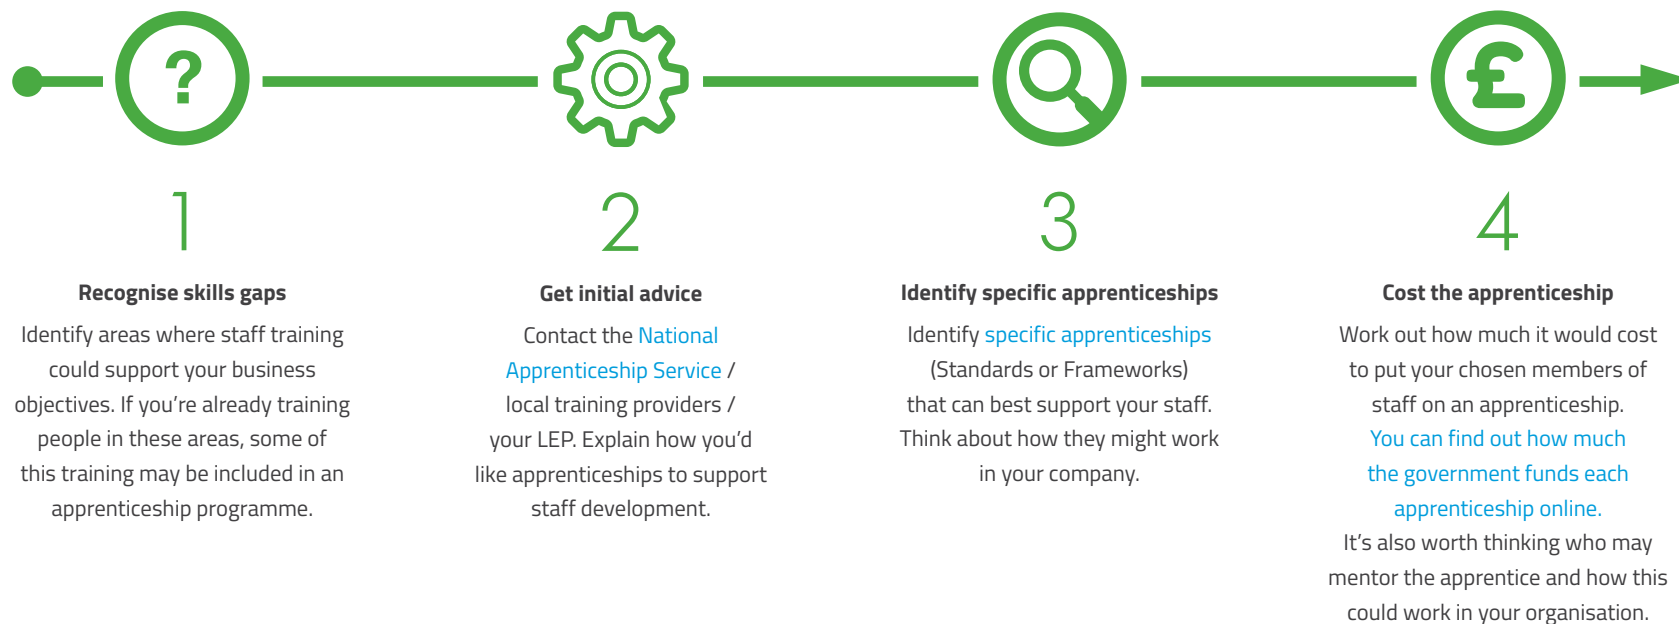 ?
£
1
Recognise skills gaps
Identify areas where staff training
could support your business
objectives. If you’re already training
people in these areas, some of
this training may be included in an
apprenticeship programme.
2
Get initial advice
Contact the National
Apprenticeship Service /
local training providers /
your LEP. Explain how you’d
like apprenticeships to support
staff development.
3
Identify specific apprenticeships
Identify specific apprenticeships
(Standards or Frameworks)
that can best support your staff.
Think about how they might work
in your company.
4
Cost the apprenticeship
Work out how much it would cost
to put your chosen members of
staff on an apprenticeship.
You can find out how much
the government funds each
apprenticeship online.
It’s also worth thinking who may
mentor the apprentice and how this
could work in your organisation.